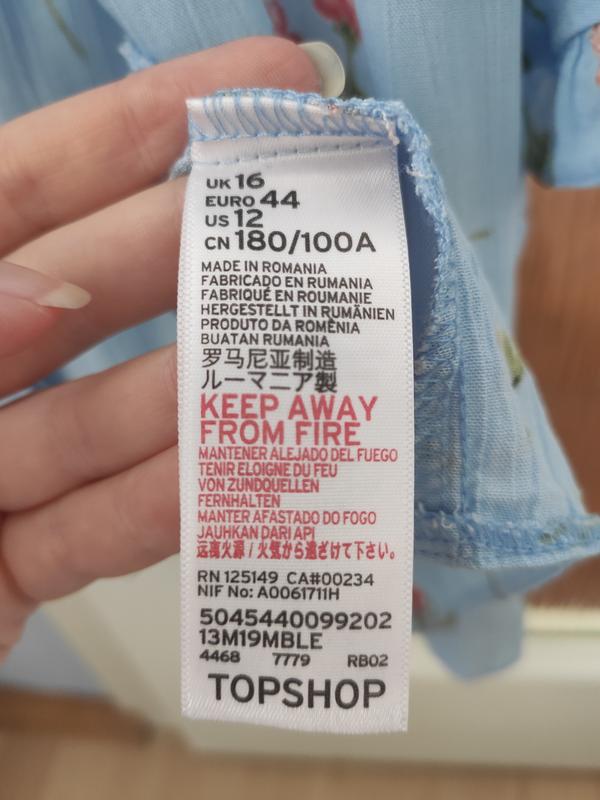 UK 16
EURO 44
US 12
CN 180/100A
MADE IN ROMANIA
FABRICADO EN RUMANIA
FABRIQUÉ EN ROUMANIE
HERGESTELLT IN RUMÄNIEN
PRODUTO DA ROMÊNIA
BUATAN RUMANIA
罗马尼亚制造
ルーマニア製
KEEP AWAY
FROM FIRE
MANTENER ALEJADO DEL FUEGO
TENIR ELOIGNE DU FEU
VON ZUNDQUELLEN
FERNHALTEN
MANTER AFASTADO DO FOGO
JAUHKAN DARI API
远离火源 / 火気から遠ざけて下さい。
RN 125149 CA#00234
NIF No: A0061711H
5045440099202
13M19MBLE
4468 7779 RB02
TOPSHOP